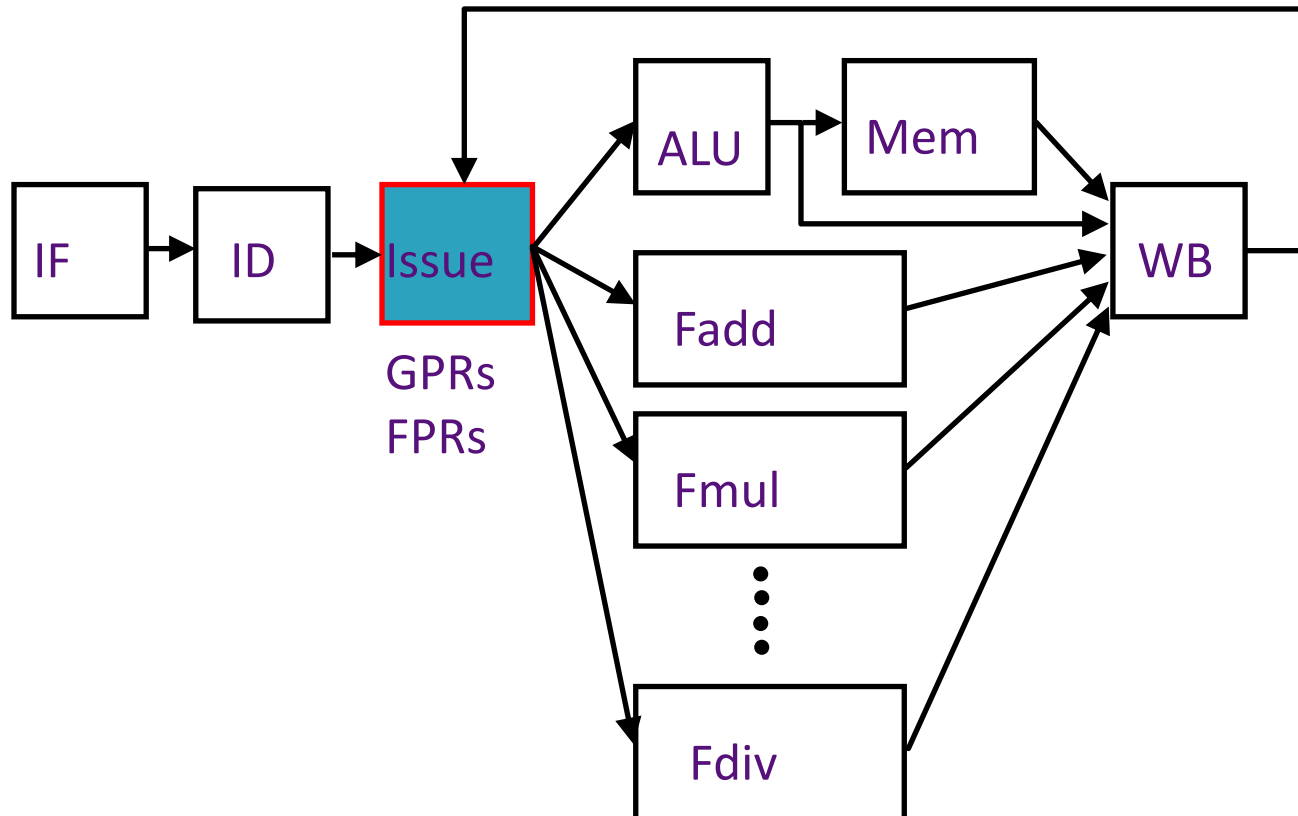 ALU
Mem
IF
ID
Issue
WB
GPRs
FPRs
Fadd
Fmul
Fdiv